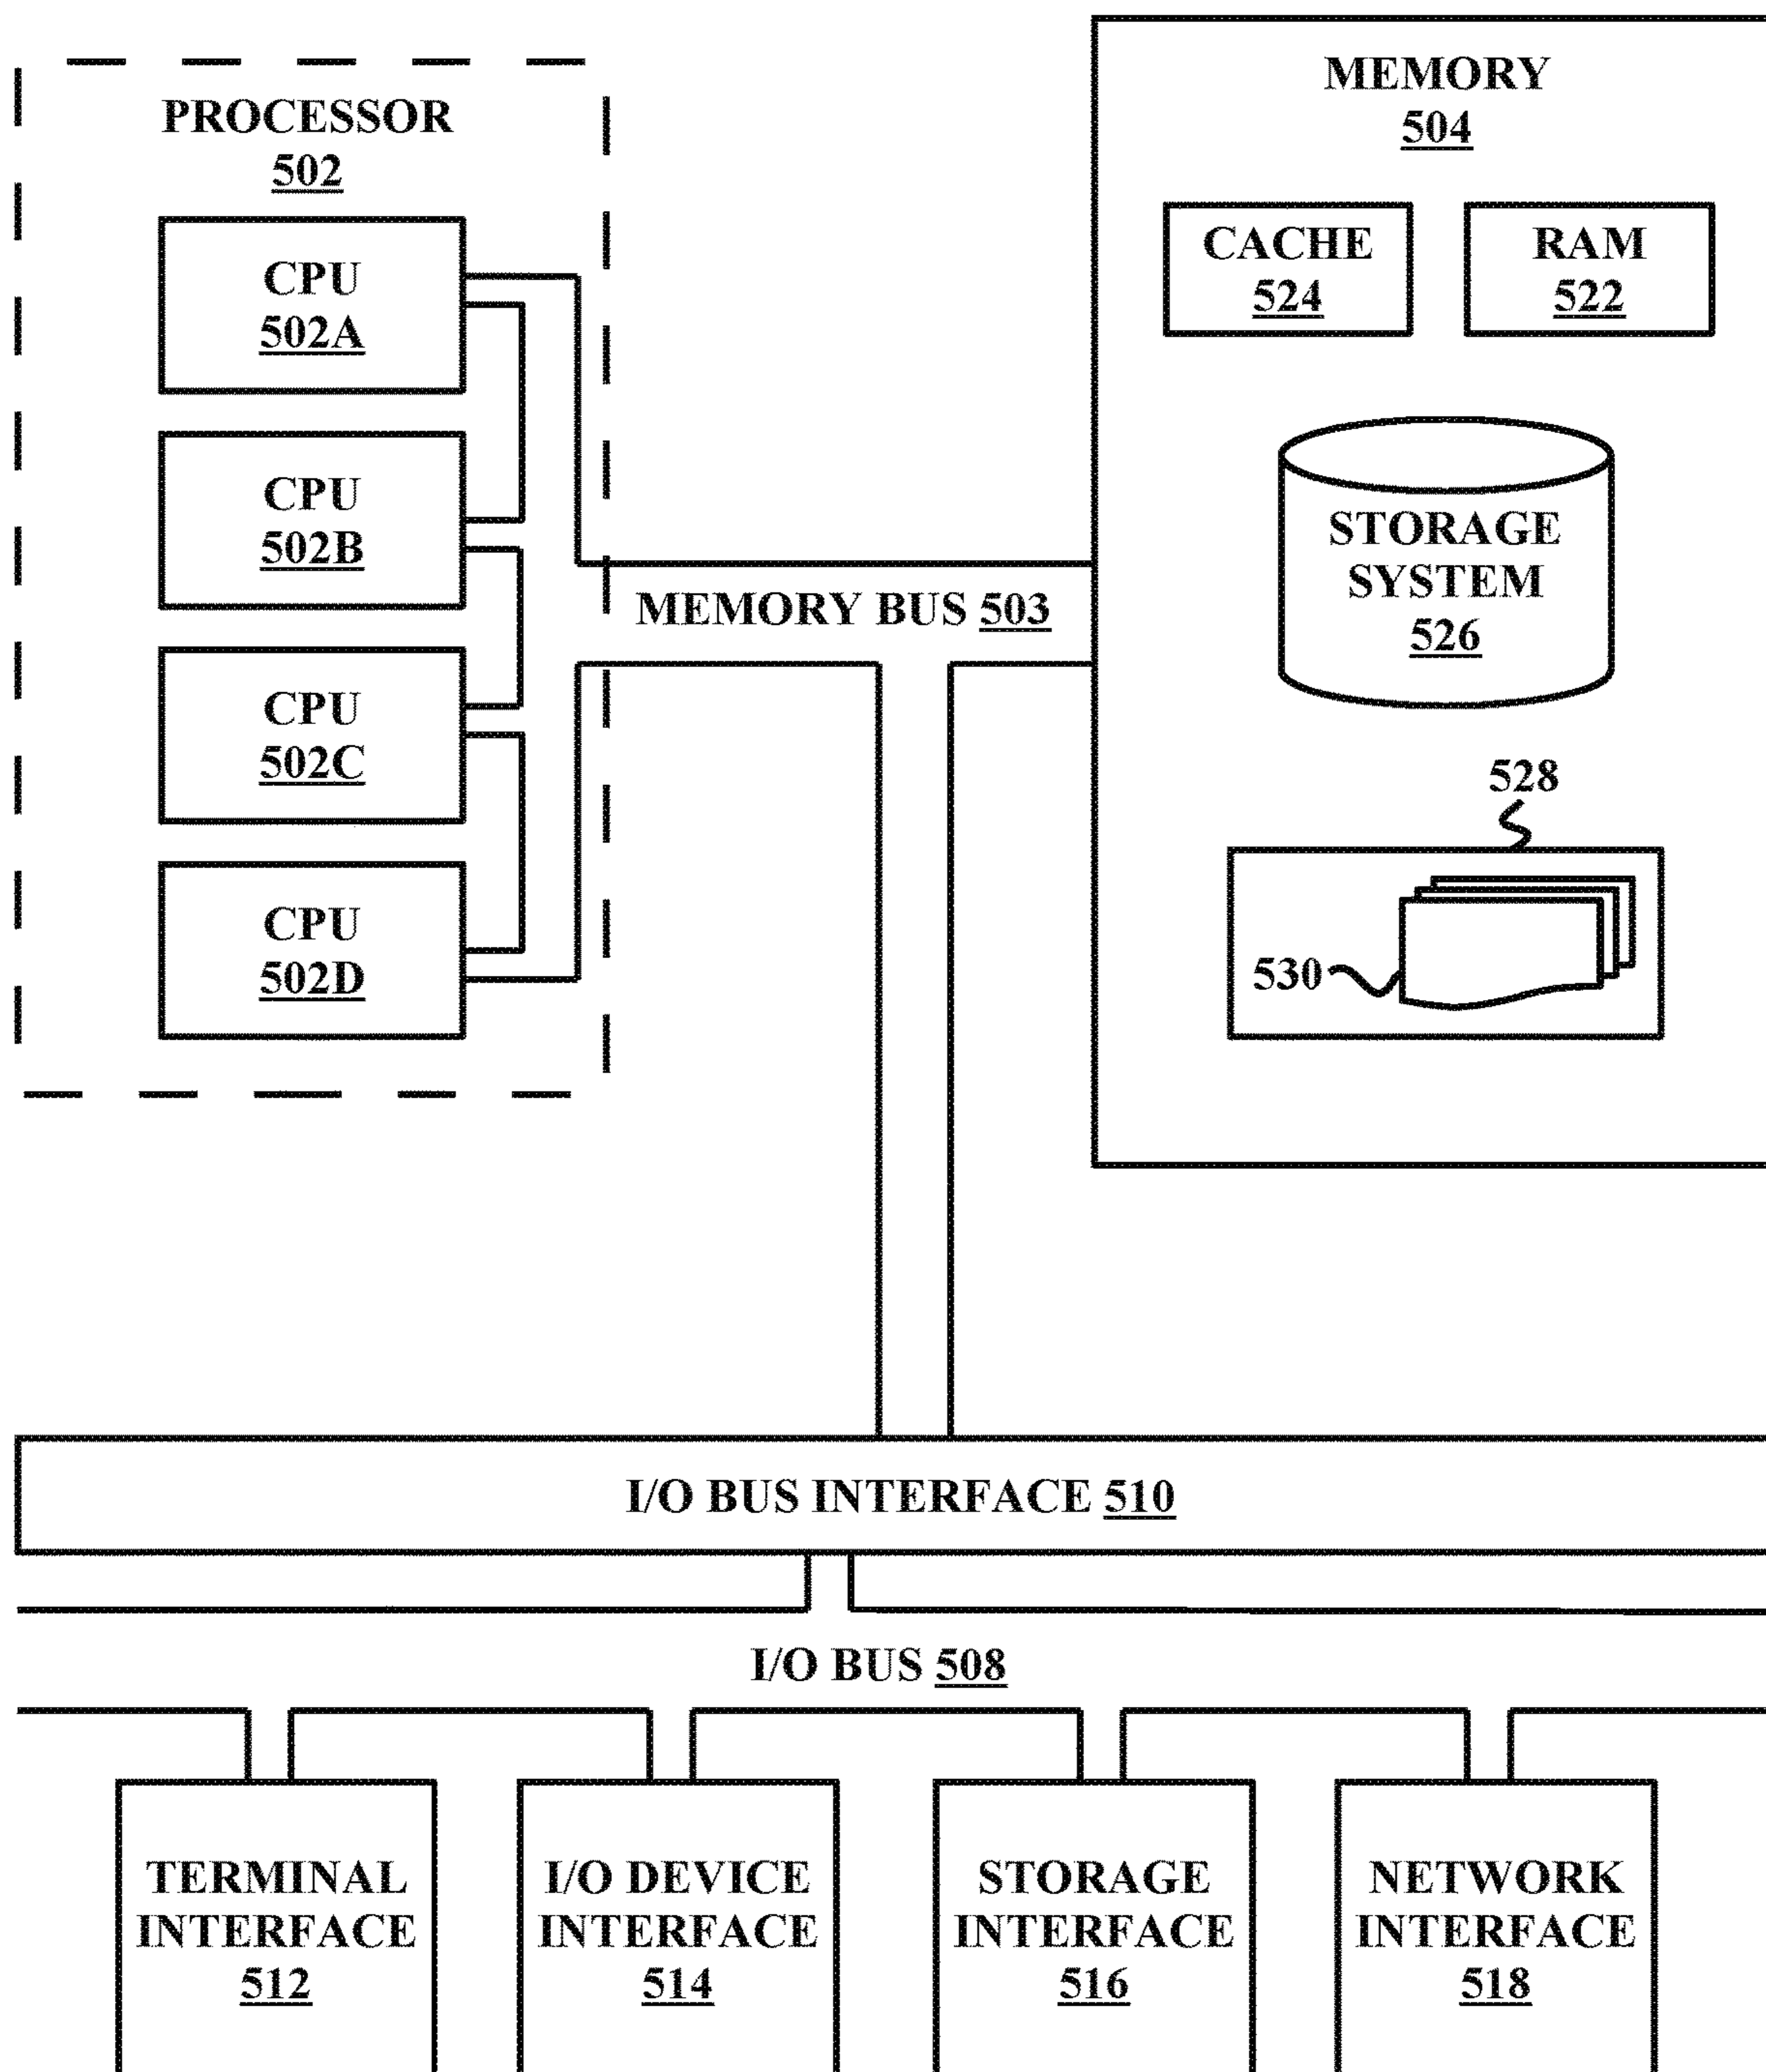 PROCESSOR
502
CPU
502A
CPU
502B
CPU
502C
CPU
502D
MEMORY BUS 503
MEMORY
504
CACHE
524
RAM
522
STORAGE
SYSTEM
526
528
530
I/O BUS INTERFACE 510
I/O BUS 508
TERMINAL
INTERFACE
512
I/O DEVICE
INTERFACE
514
STORAGE
INTERFACE
516
NETWORK
INTERFACE
518